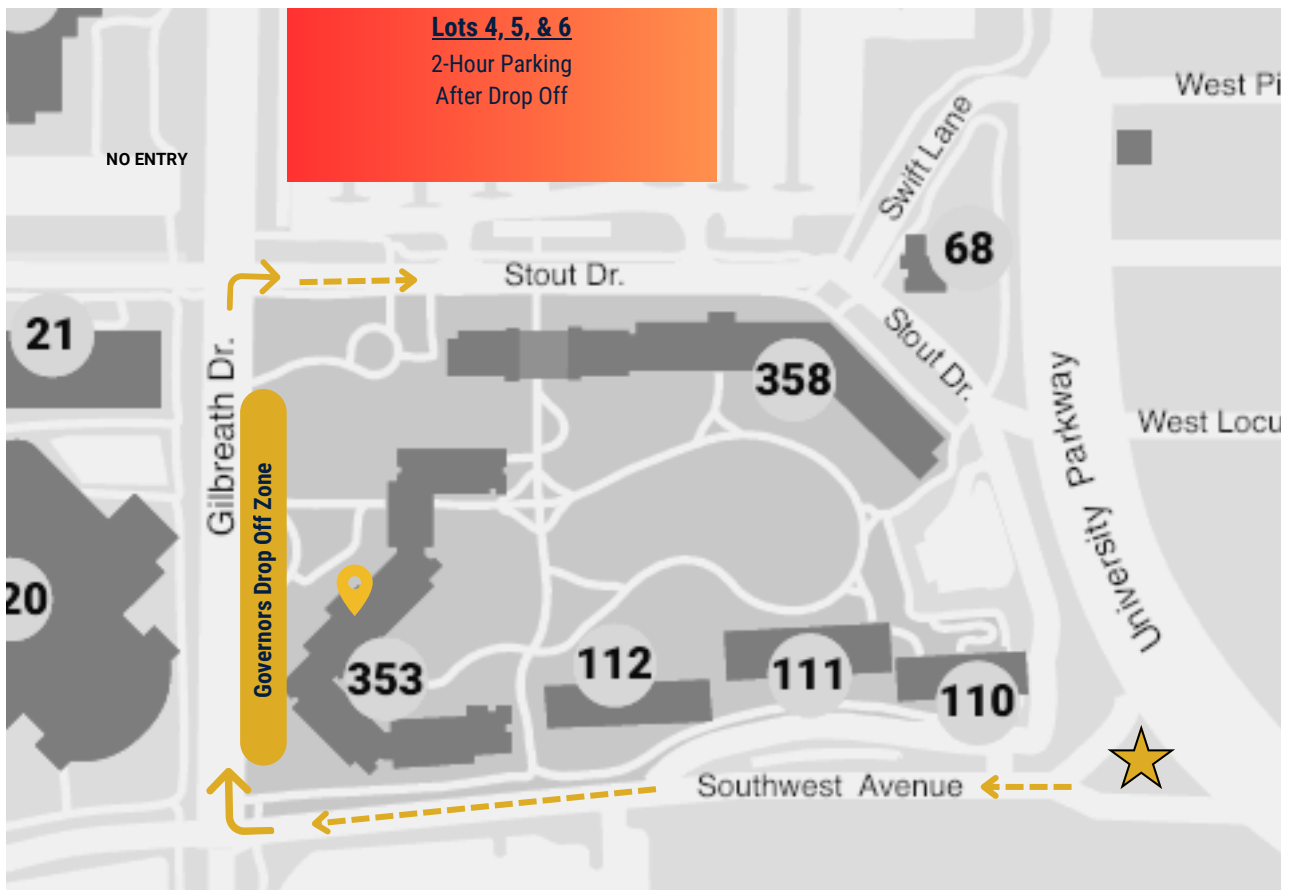 Lots 4, 5, & 6
2-Hour Parking
After Drop Off
West Pi
NO ENTRY
Swift Lane
68
Stout Dr.
21
Stout Dr.
358
Gilbreath Dr.
University Parkway
West Locu
Governors Drop Off Zone
20
353
112
111
110
Southwest Avenue